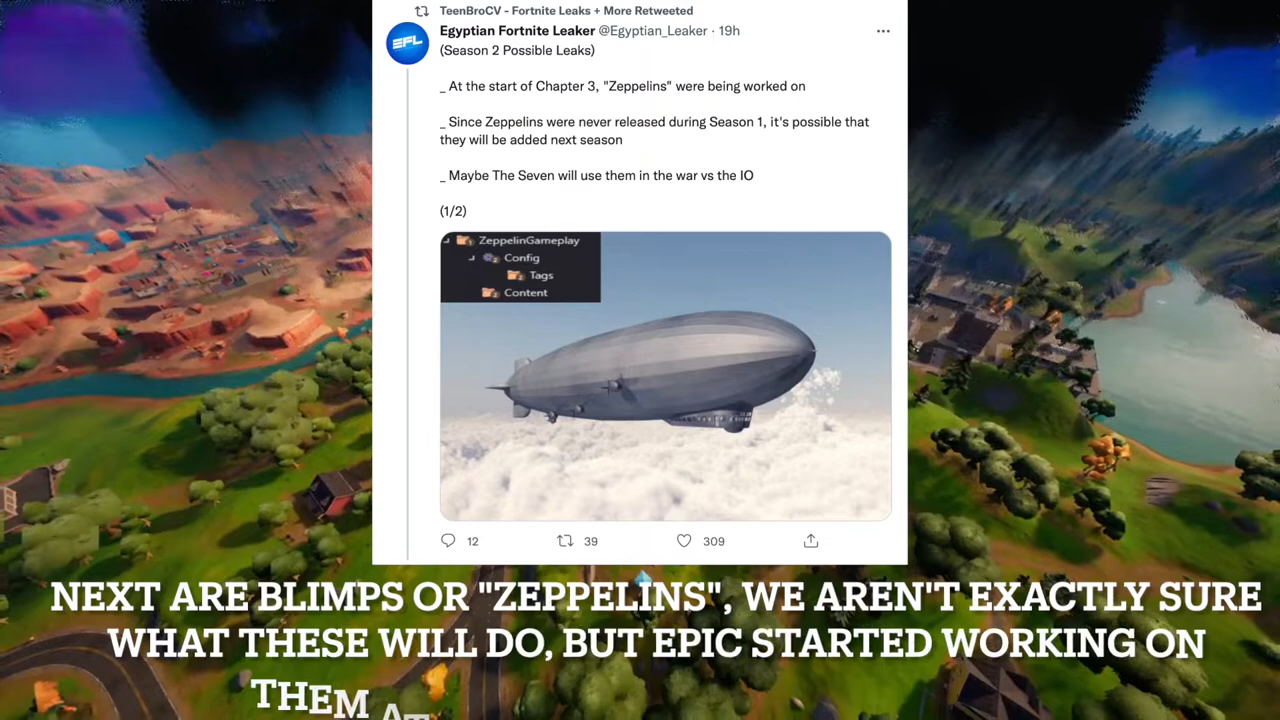 TeenBroCV - Fortnite Leaks + More Retweeted
EFL
Egyptian Fortnite Leaker @Egyptian_Leaker · 19h
(Season 2 Possible Leaks)
_ At the start of Chapter 3, "Zeppelins" were being worked on
_ Since Zeppelins were never released during Season 1, it's possible that
they will be added next season
_ Maybe The Seven will use them in the war vs the IO
(1/2)
ZeppelinGameplay
Config
Tags
Content
12 39 309
NEXT ARE BLIMPS OR "ZEPPELINS", WE AREN'T EXACTLY SURE
WHAT THESE WILL DO, BUT EPIC STARTED WORKING ON
THEM AT